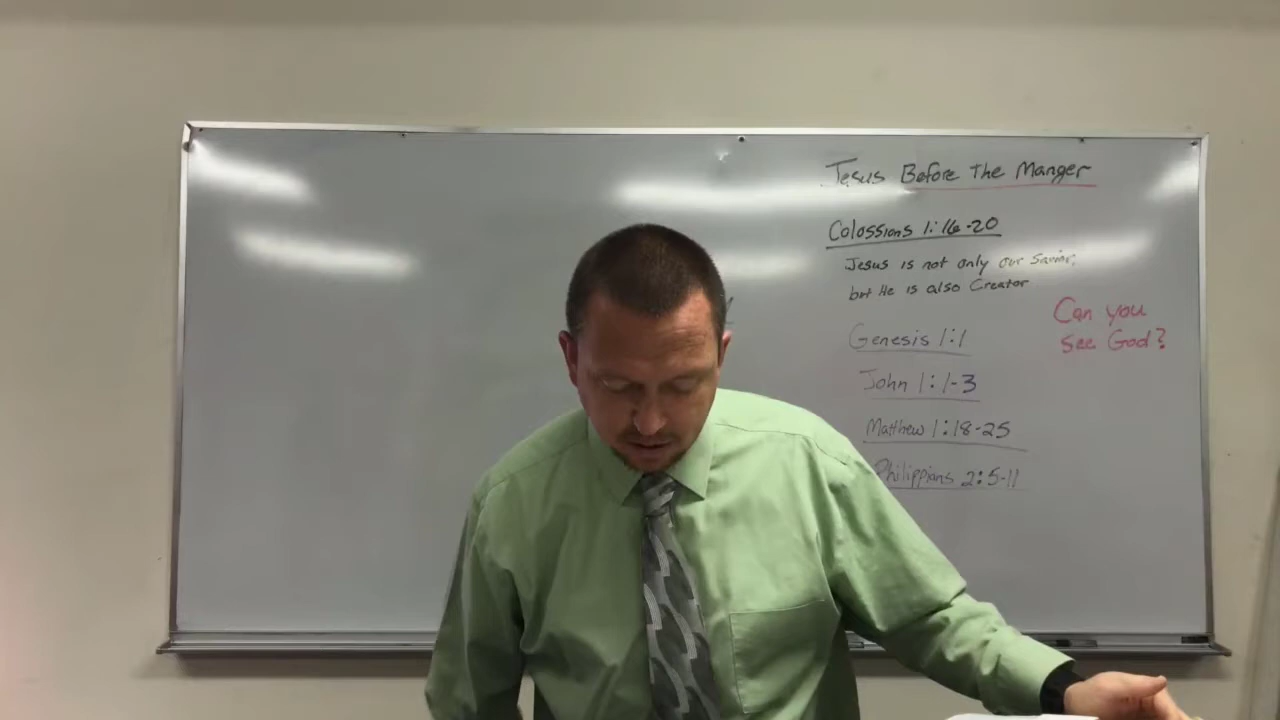 Jesus Before the Manger
Colossians 1:16-20
Jesus is not only our Savior,
but He is also Creator
Can you
see God?
Genesis 1:1
John 1:1-3
Matthew 1:18-25
Philippians 2:5-11